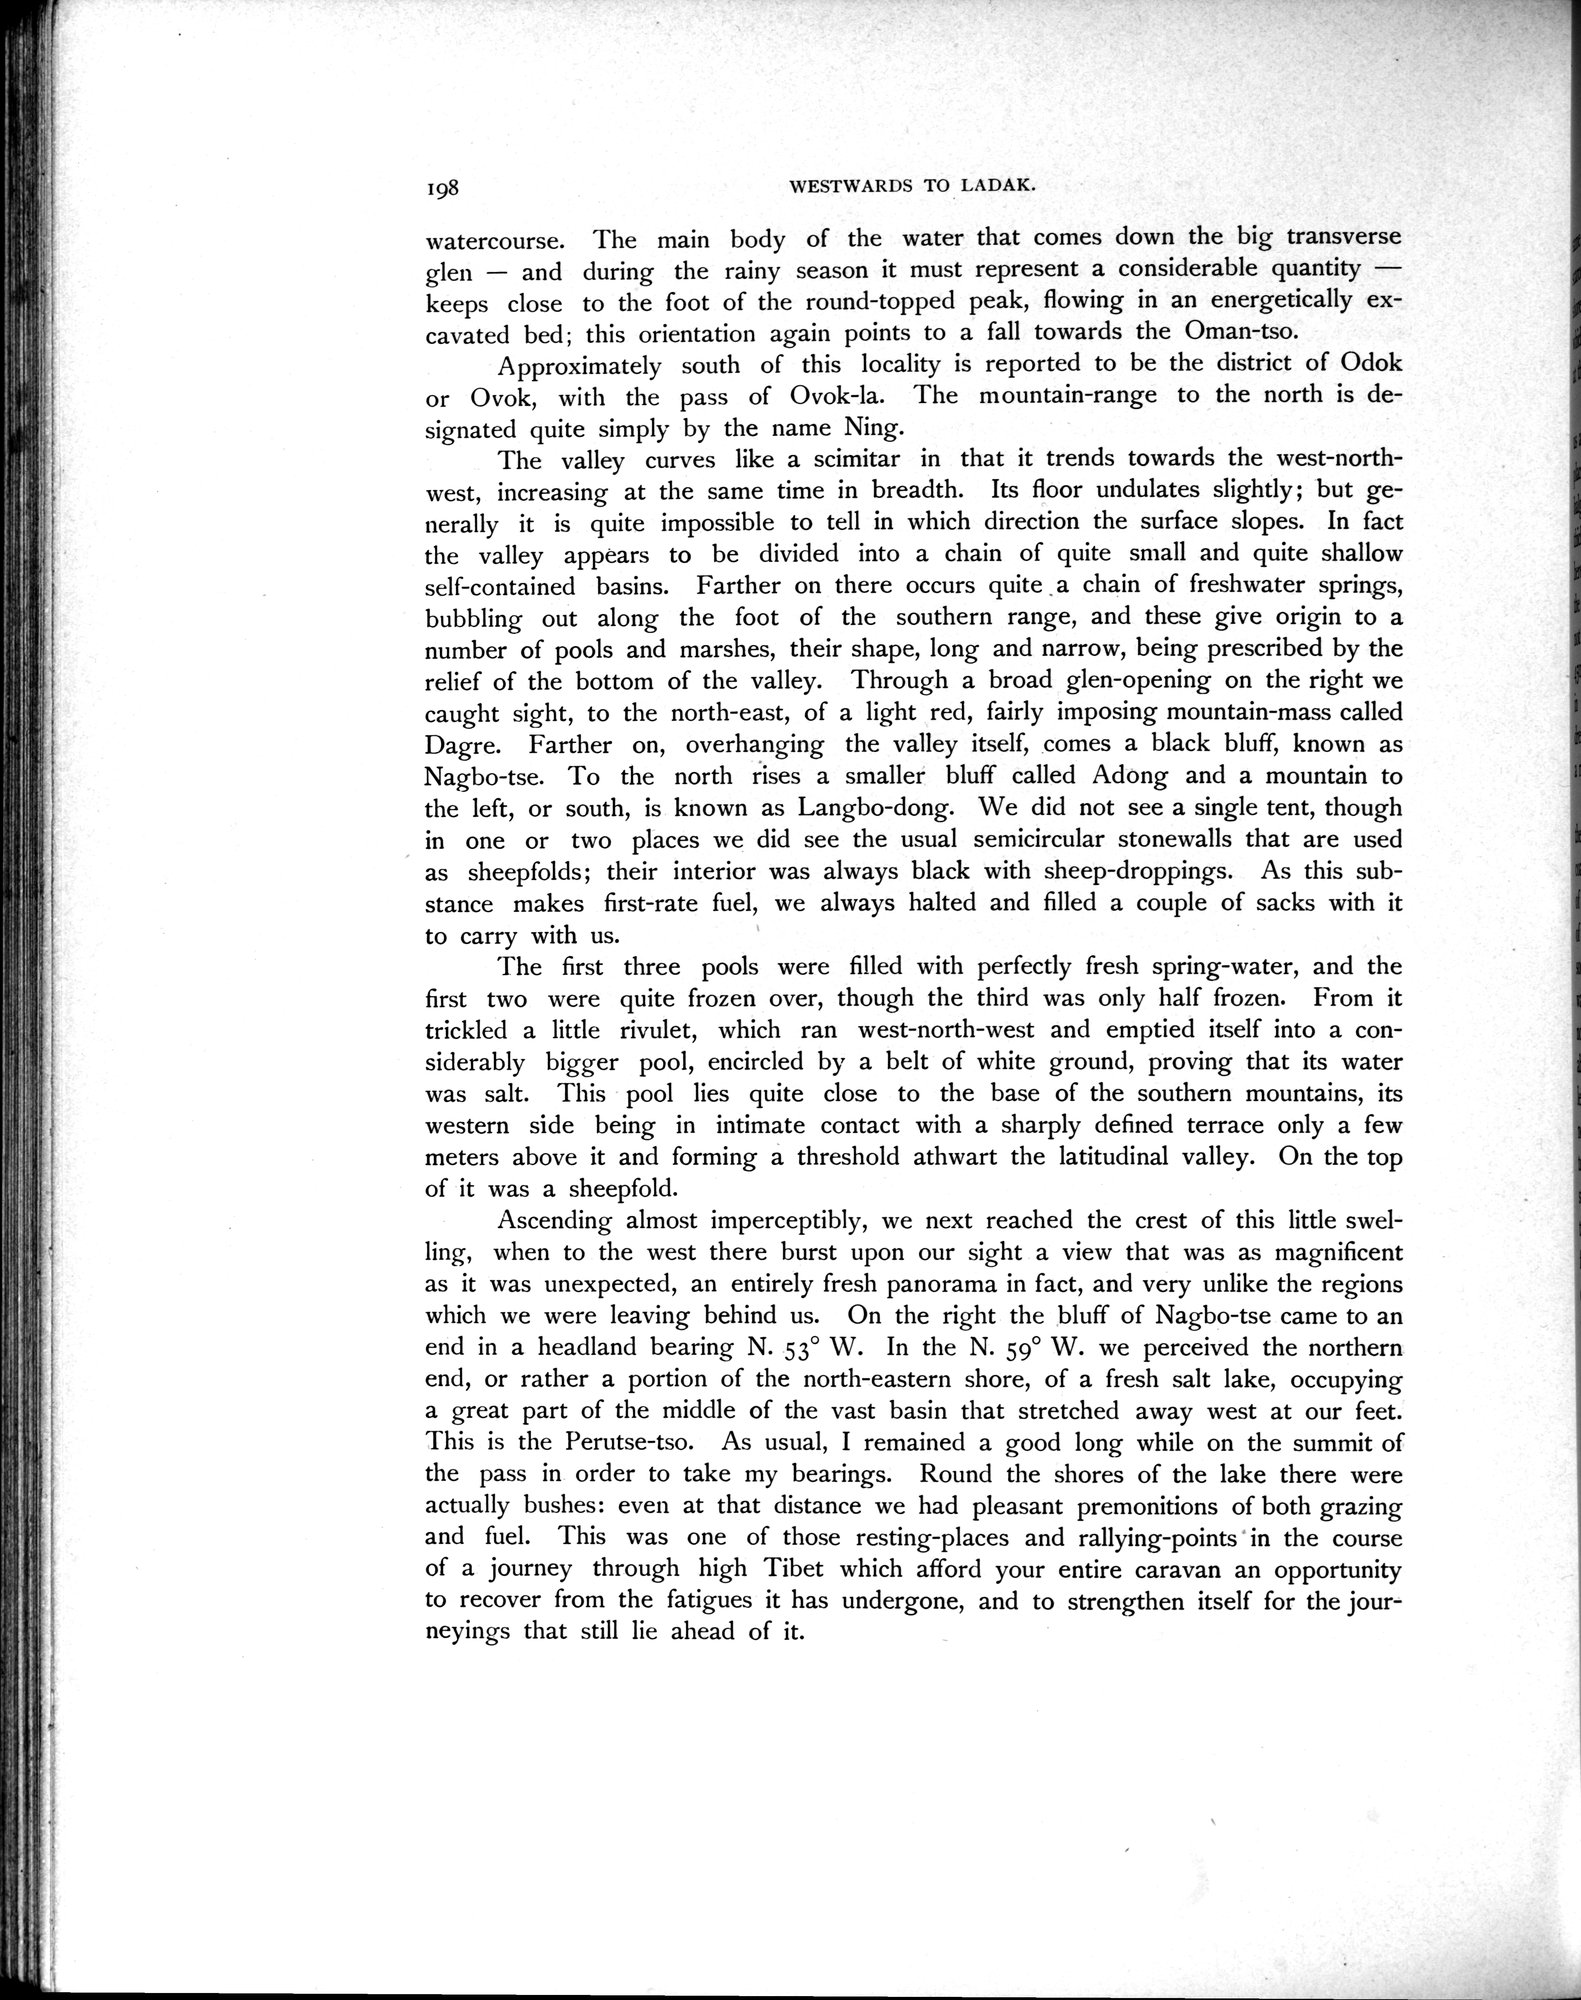 198
WESTWARDS TO LADAK.
watercourse. The main body of the water that comes down the big transverse
glen — and during the rainy season it must represent a considerable quantity —
keeps close to the foot of the round-topped peak, flowing in an energetically ex-
cavated bed; this orientation again points to a fall towards the Oman-tso.
Approximately south of this locality is reported to be the district of Odok
or Ovok, with the pass of Ovok-la. The mountain-range to the north is de-
signated quite simply by the name Ning.
The valley curves like a scimitar in that it trends towards the west-north-
west, increasing at the same time in breadth. Its floor undulates slightly; but ge-
nerally it is quite impossible to tell in which direction the surface slopes. In fact
the valley appears to be divided into a chain of quite small and quite shallow
self-contained basins. Farther on there occurs quite a chain of freshwater springs,
bubbling out along the foot of the southern range, and these give origin to a
number of pools and marshes, their shape, long and narrow, being prescribed by the
relief of the bottom of the valley. Through a broad glen-opening on the right we
caught sight, to the north-east, of a light red, fairly imposing mountain-mass called
Dagre. Farther on, overhanging the valley itself, comes a black bluff, known as
Nagbo-tse. To the north rises a smaller bluff called Adong and a mountain to
the left, or south, is known as Langbo-dong. We did not see a single tent, though
in one or two places we did see the usual semicircular stonewalls that are used
as sheepfolds; their interior was always black with sheep-droppings. As this sub-
stance makes first-rate fuel, we always halted and filled a couple of sacks with it
to carry with us.
The first three pools were filled with perfectly fresh spring-water, and the
first two were quite frozen over, though the third was only half frozen. From it
trickled a little rivulet, which ran west-north-west and emptied itself into a con-
siderably bigger pool, encircled by a belt of white ground, proving that its water
was salt. This pool lies quite close to the base of the southern mountains, its
western side being in intimate contact with a sharply defined terrace only a few
meters above it and forming a threshold athwart the latitudinal valley. On the top
of it was a sheepfold.
Ascending almost imperceptibly, we next reached the crest of this little swel-
ling, when to the west there burst upon our sight a view that was as magnificent
as it was unexpected, an entirely fresh panorama in fact, and very unlike the regions
which we were leaving behind us. On the right the bluff of Nagbo-tse came to an
end in a headland bearing N. 53° W. In the N. 59° W. we perceived the northern
end, or rather a portion of the north-eastern shore, of a fresh salt lake, occupying
a great part of the middle of the vast basin that stretched away west at our feet.
This is the Perutse-tso. As usual, I remained a good long while on the summit of
the pass in order to take my bearings. Round the shores of the lake there were
actually bushes: even at that distance we had pleasant premonitions of both grazing
and fuel. This was one of those resting-places and rallying-points in the course
of a journey through high Tibet which afford your entire caravan an opportunity
to recover from the fatigues it has undergone, and to strengthen itself for the jour-
neyings that still lie ahead of it.